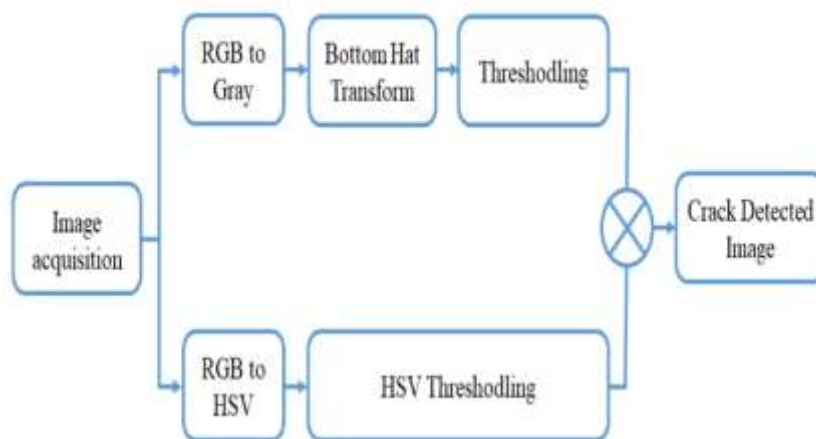 RGB to
Gray
Bottom Hat
Transform
Threshodling
Image
acquisition
Crack Detected
Image
RGB to
HSV
HSV Threshodling